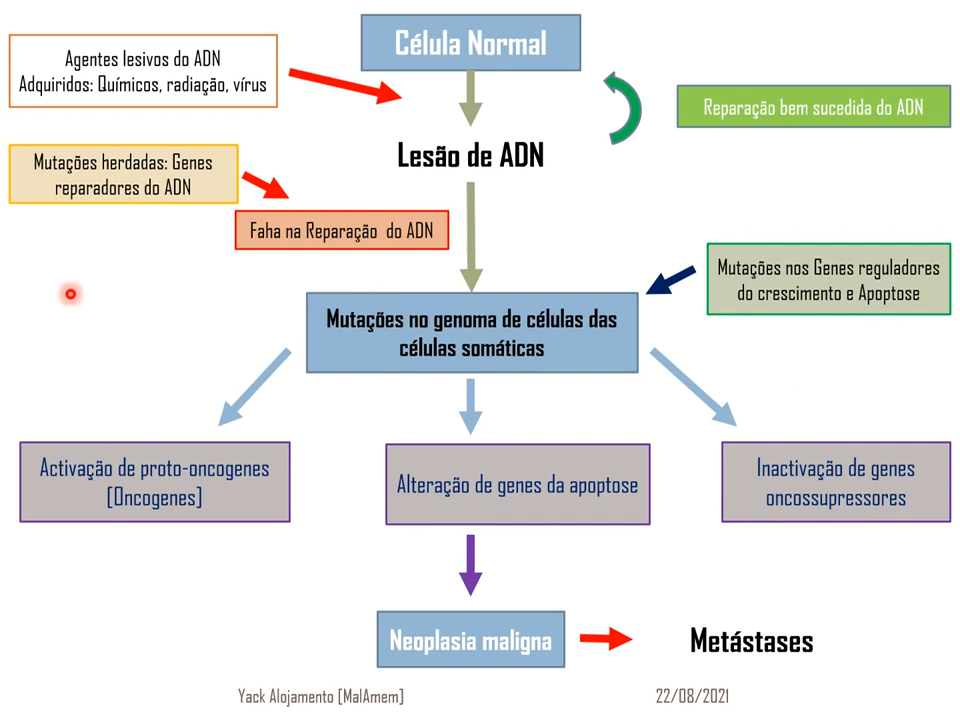 Célula Normal
Agentes lesivos do ADN
Adquiridos: Químicos, radiação, vírus
Reparação bem sucedida do ADN
Lesão de ADN
Mutações herdadas: Genes
reparadores do ADN
Faha na Reparação do ADN
Mutações nos Genes reguladores
do crescimento e Apoptose
Mutações no genoma de células das
células somáticas
Activação de proto-oncogenes
[Oncogenes]
Alteração de genes da apoptose
Inactivação de genes
oncossupressores
Neoplasia maligna
Metástases
Yack Alojamento [MalAmem]
22/08/2021